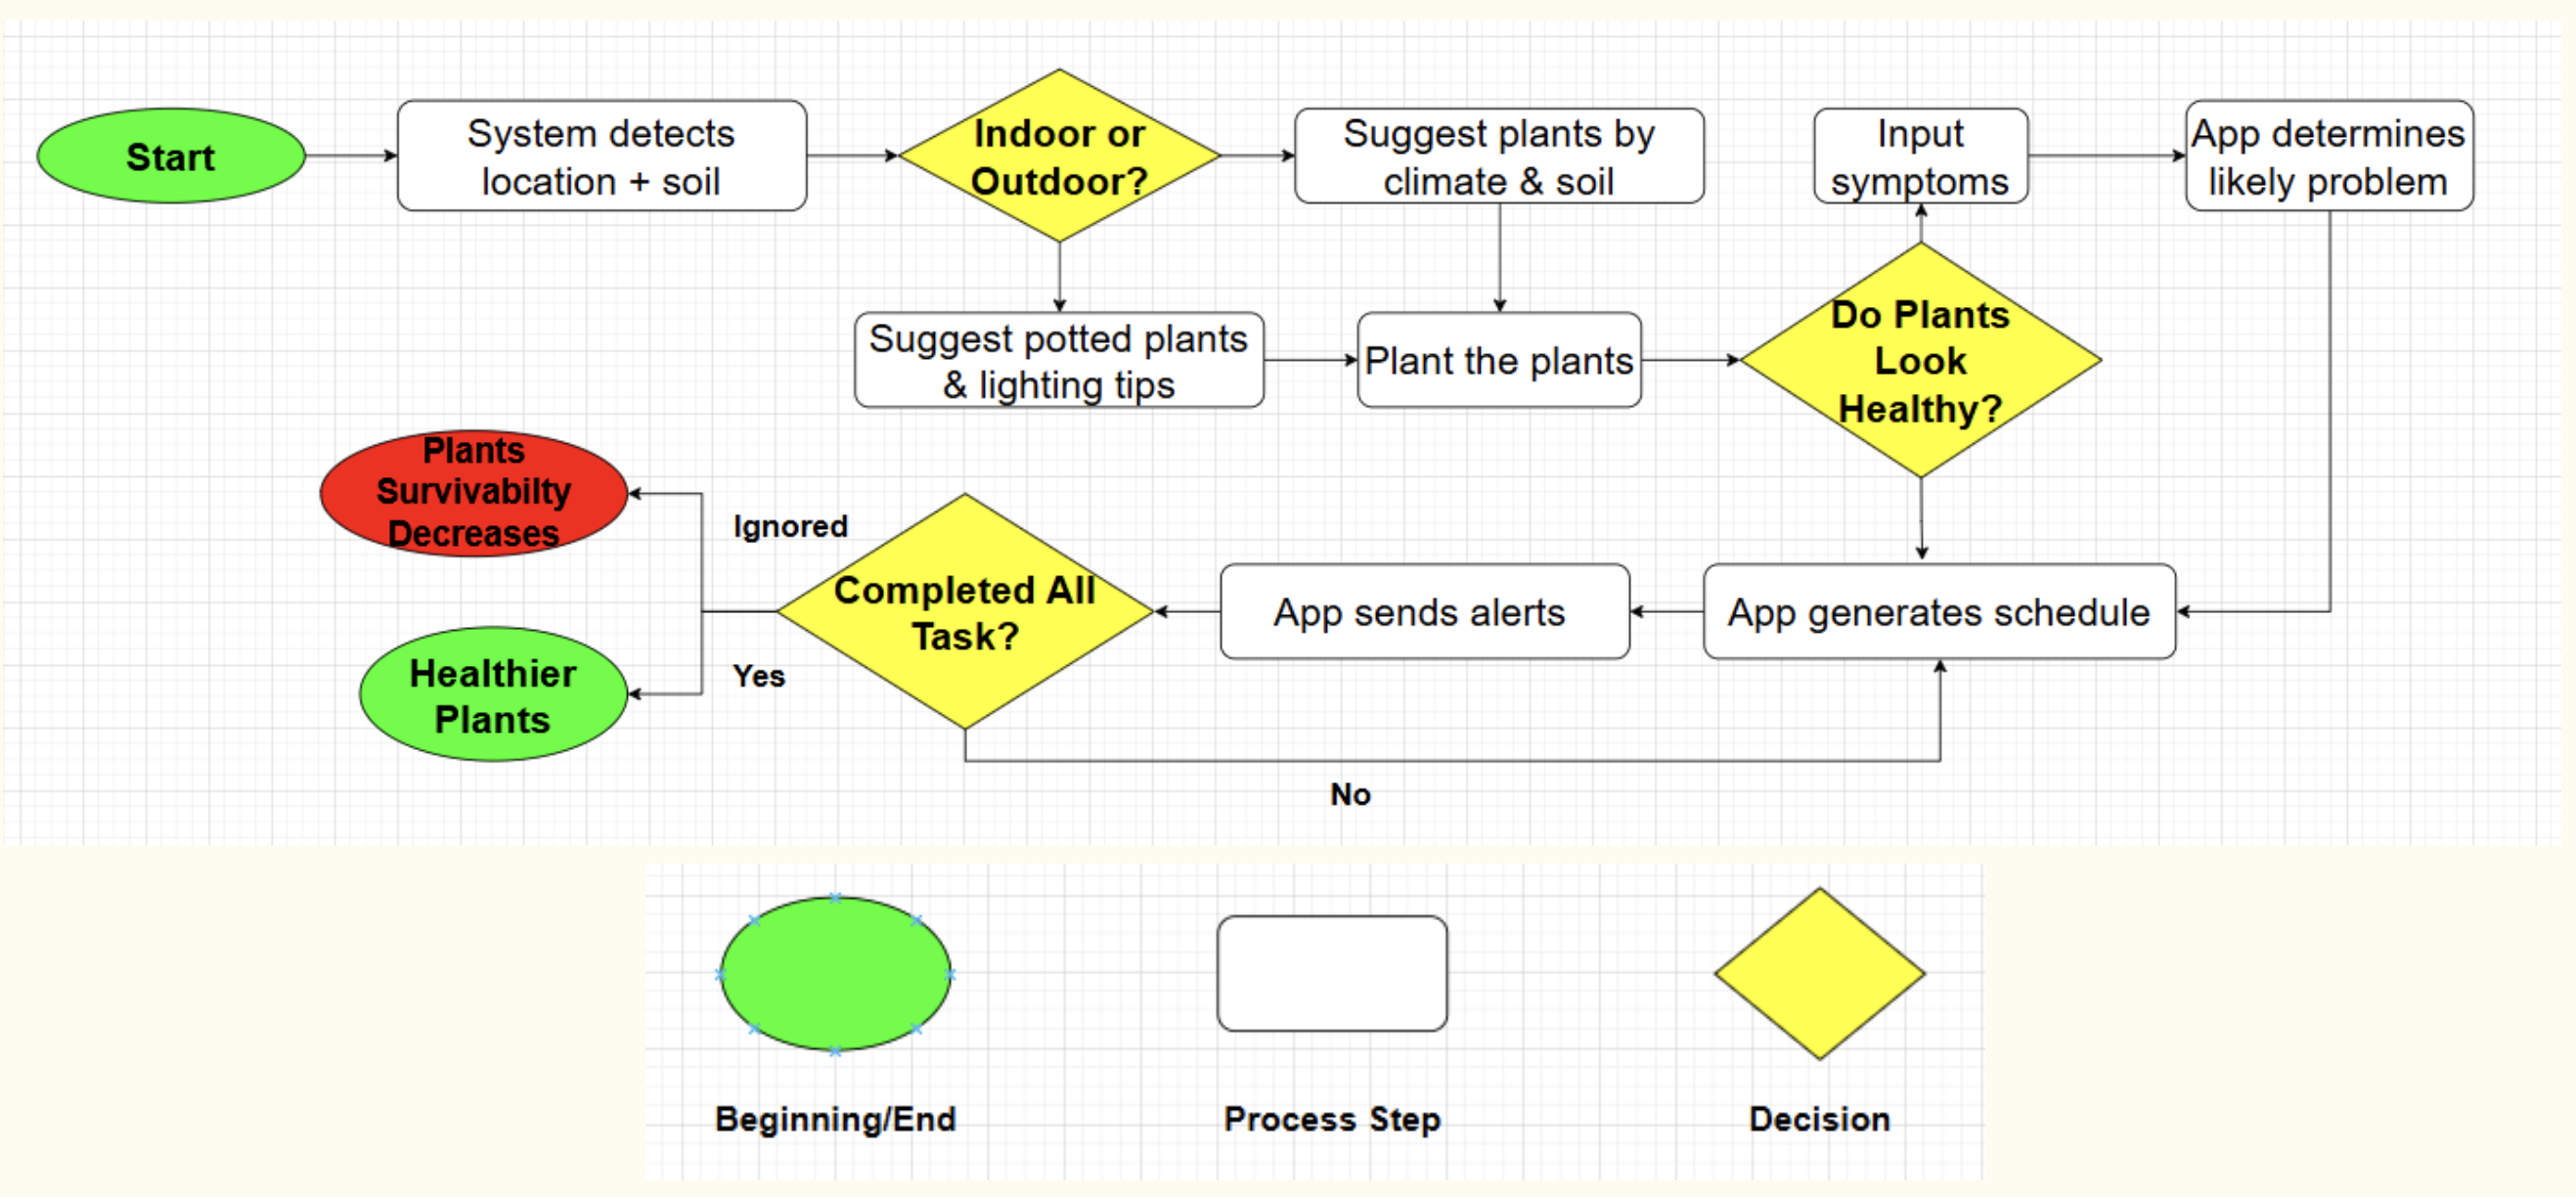 Start
System detects
location + soil
Indoor or
Outdoor?
Suggest plants by
climate & soil
Input
symptoms
App determines
likely problem
Suggest potted plants
& lighting tips
Plant the plants
Do Plants
Look
Healthy?
Plants
Survivabilty
Decreases
Ignored
Completed All
Task?
App sends alerts
App generates schedule
Healthier
Plants
Yes
No
Beginning/End
Process Step
Decision